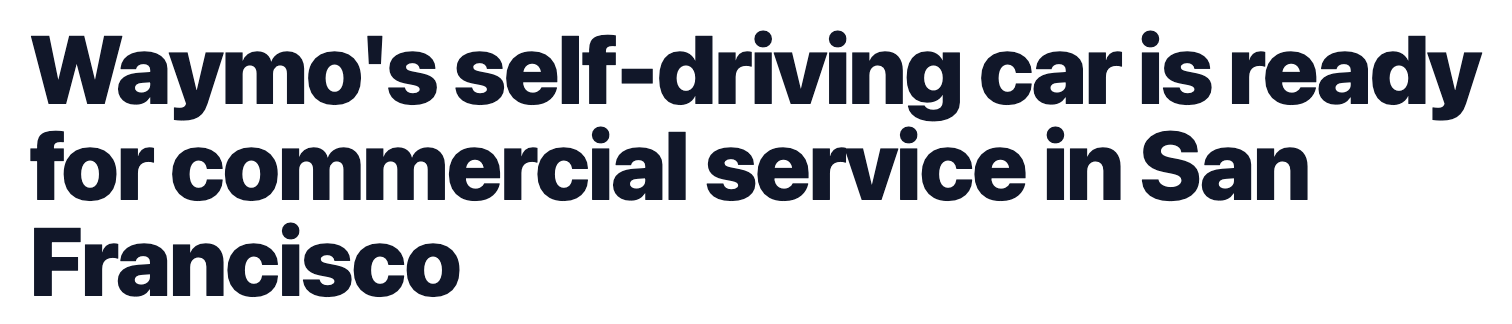 Waymo's self-driving car is ready
for commercial service in San
Francisco